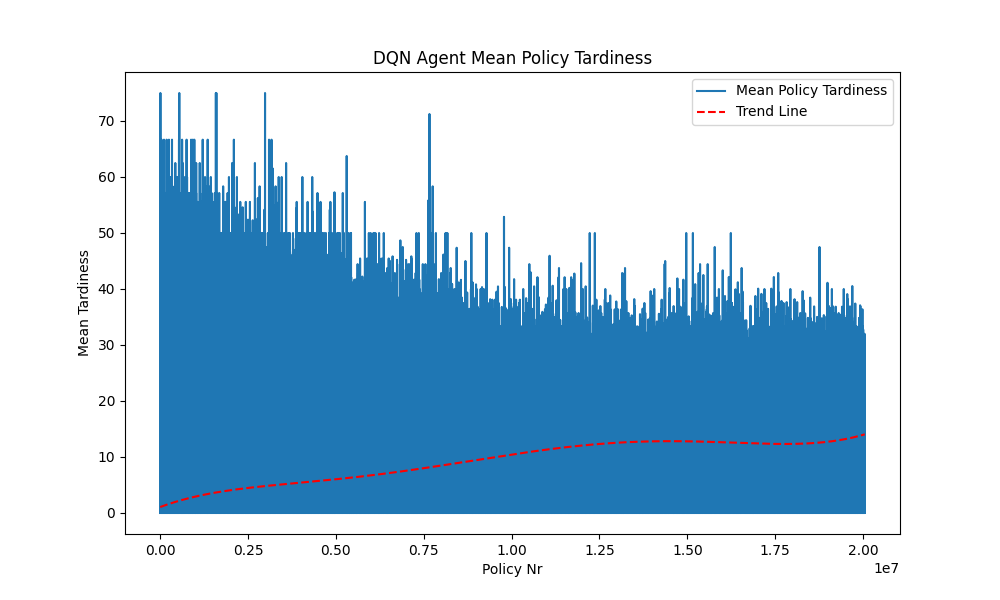 DQN Agent Mean Policy Tardiness
Mean Policy Tardiness
Trend Line
Mean Tardiness
70
60
50
40
30
20
10
0
0.00 0.25 0.50 0.75 1.00 1.25 1.50 1.75 2.00
1e7
Policy Nr